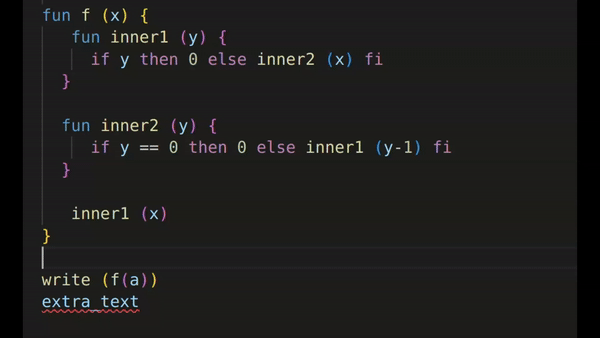 fun f (x) {
fun inner1 (y) {
if y then 0 else inner2 (x) fi
}
fun inner2 (y) {
if y == 0 then 0 else inner1 (y-1) fi
}
inner1 (x)
}
write (f(a))
extra_text